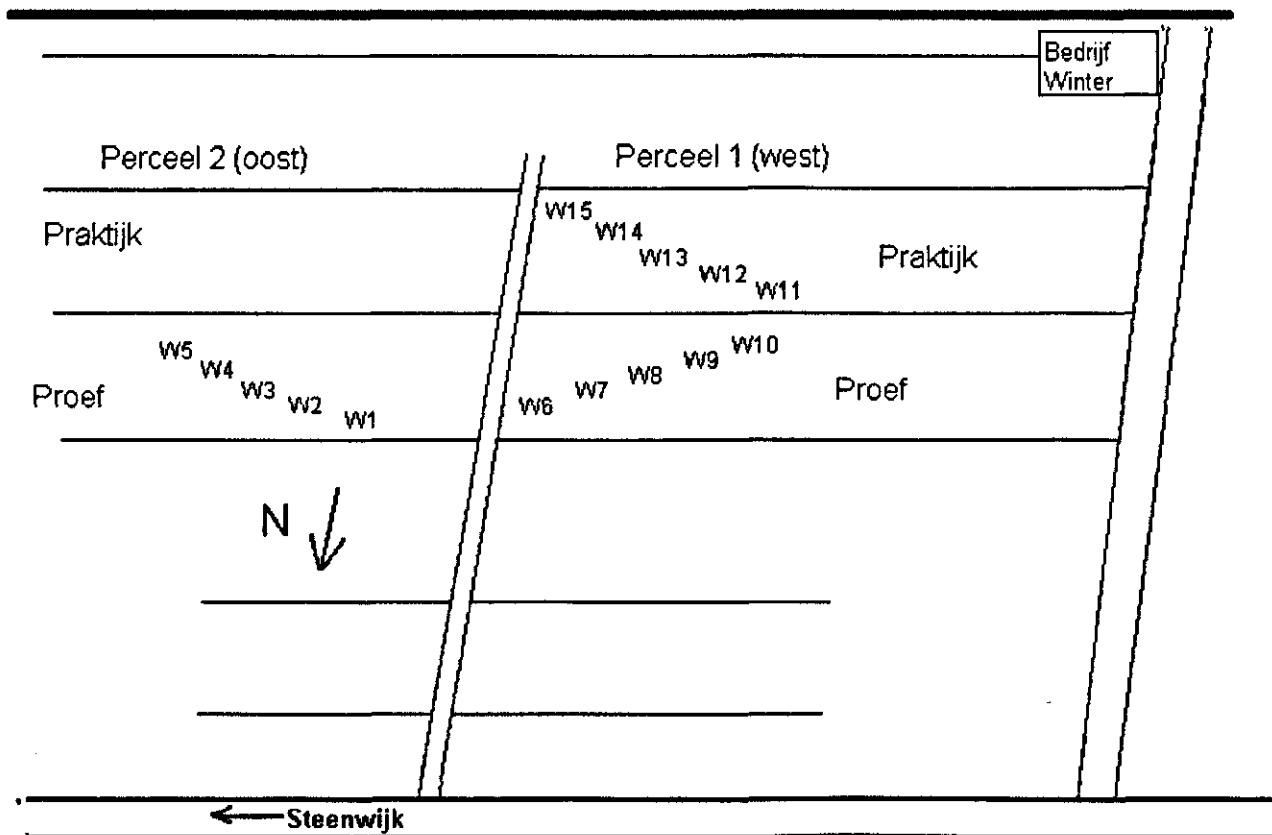 Bedrijf
Winter
Perceel 2 (oost)
Perceel 1 (west)
Praktijk
W15
W14
W13
W12
W11
Praktijk
Proef
W5
W4
W3
W2
W1
W6
W7
W8
W9
W10
Proef
N
Steenwijk